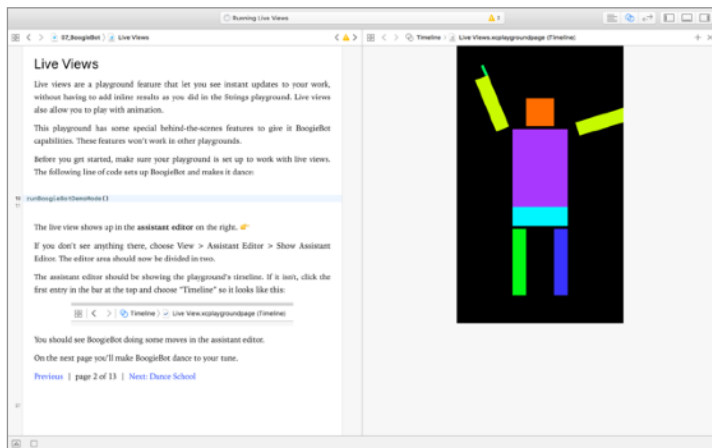 Running Live Views
07_BoogieBot Live Views
Timeline Live Views.xcplaygroundpage (Timeline)
Live Views
Live views are a playground feature that let you see instant updates to your work,
without having to add inline results as you did in the Strings playground. Live views
also allow you to play with animation.
This playground has some special behind-the-scenes features to give it BoogieBot
capabilities. These features won't work in other playgrounds.
Before you get started, make sure your playground is set up to work with live views.
The following line of code sets up BoogieBot and makes it dance:
runBoogieBotDemoMode()
The live view shows up in the assistant editor on the right. 👉
If you don't see anything there, choose View > Assistant Editor > Show Assistant
Editor. The editor area should now be divided in two.
The assistant editor should be showing the playground's timeline. If it isn't, click the
first entry in the bar at the top and choose "Timeline" so it looks like this:
Timeline Live View.xcplaygroundpage (Timeline)
You should see BoogieBot doing some moves in the assistant editor.
On the next page you'll make BoogieBot dance to your tune.
Previous | page 2 of 13 | Next: Dance School